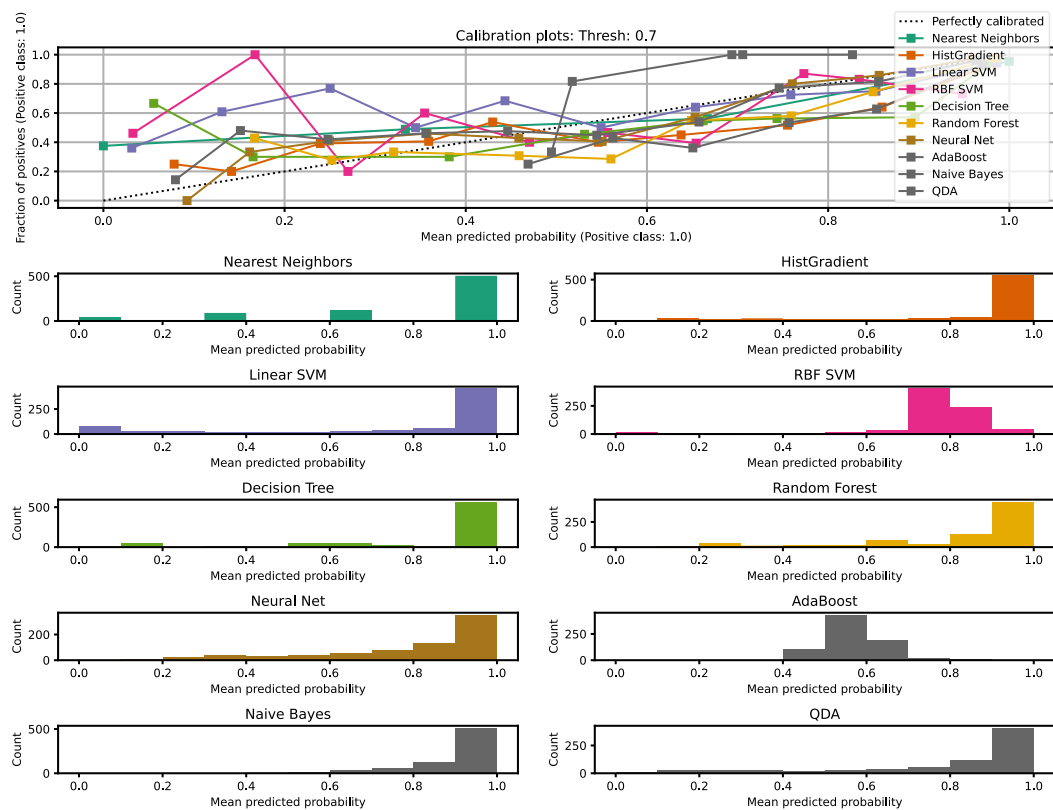 Calibration plots: Thresh: 0.7
Fraction of positives (Positive class: 1.0)
1.0
0.8
0.6
0.4
0.2
0.0
0.0 0.2 0.4 0.6 0.8 1.0
Mean predicted probability (Positive class: 1.0)
Perfectly calibrated
Nearest Neighbors
HistGradient
Linear SVM
RBF SVM
Decision Tree
Random Forest
Neural Net
AdaBoost
Naive Bayes
QDA
Nearest Neighbors
Count
500
0
0.0 0.2 0.4 0.6 0.8 1.0
Mean predicted probability
HistGradient
Count
500
0
0.0 0.2 0.4 0.6 0.8 1.0
Mean predicted probability
Linear SVM
Count
250
0
0.0 0.2 0.4 0.6 0.8 1.0
Mean predicted probability
RBF SVM
Count
250
0
0.0 0.2 0.4 0.6 0.8 1.0
Mean predicted probability
Decision Tree
Count
500
0
0.0 0.2 0.4 0.6 0.8 1.0
Mean predicted probability
Random Forest
Count
250
0
0.0 0.2 0.4 0.6 0.8 1.0
Mean predicted probability
Neural Net
Count
200
0
0.0 0.2 0.4 0.6 0.8 1.0
Mean predicted probability
AdaBoost
Count
250
0
0.0 0.2 0.4 0.6 0.8 1.0
Mean predicted probability
Naive Bayes
Count
500
0
0.0 0.2 0.4 0.6 0.8 1.0
Mean predicted probability
QDA
Count
250
0
0.0 0.2 0.4 0.6 0.8 1.0
Mean predicted probability